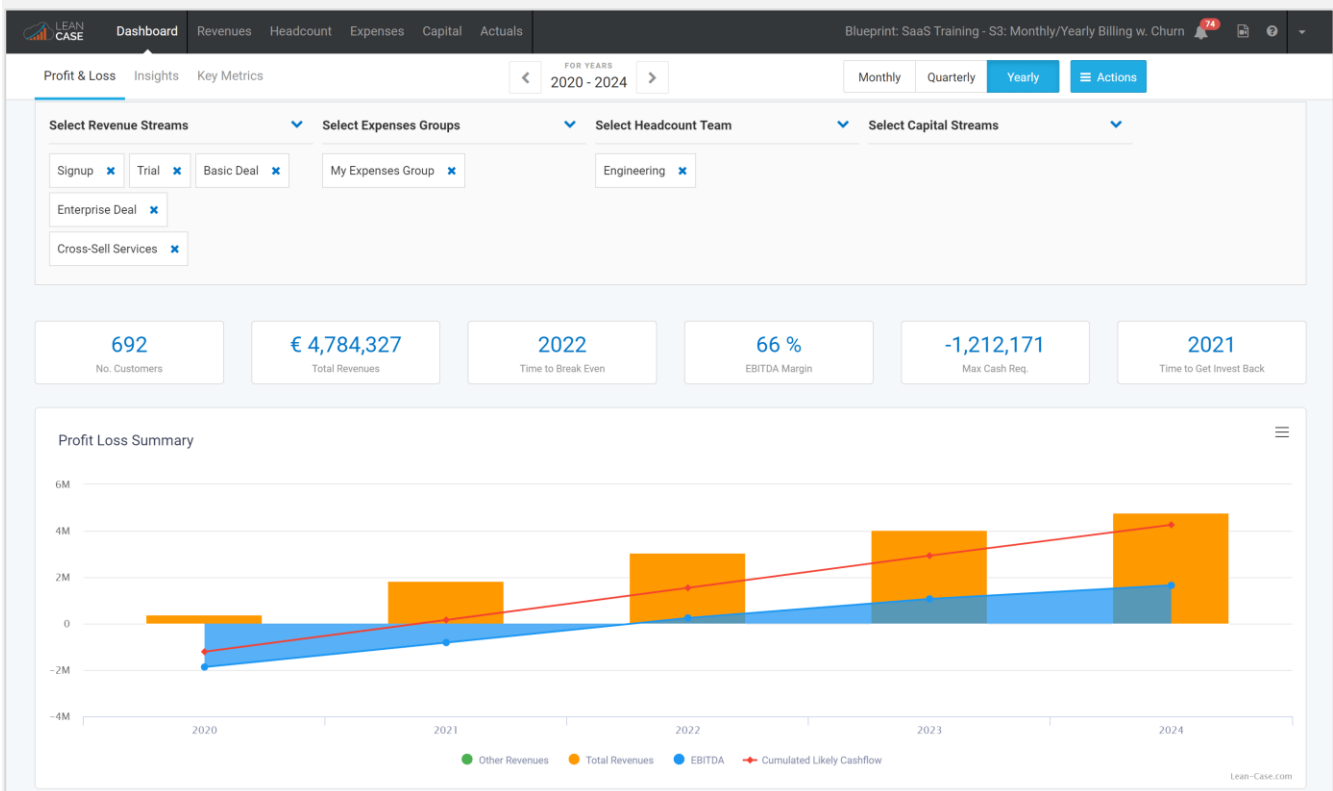 LEAN
CASE
Dashboard Revenues Headcount Expenses Capital Actuals
Blueprint: SaaS Training - S3: Monthly/Yearly Billing w. Churn 74
Profit & Loss Insights Key Metrics
FOR YEARS
2020 - 2024
Monthly Quarterly Yearly Actions
Select Revenue Streams Select Expenses Groups Select Headcount Team Select Capital Streams
Signup Trial Basic Deal My Expenses Group Engineering
Enterprise Deal
Cross-Sell Services
692 € 4,784,327 2022 66 % -1,212,171 2021
No. Customers Total Revenues Time to Break Even EBITDA Margin Max Cash Req. Time to Get Invest Back
Profit Loss Summary
6M
4M
2M
0
−2M
−4M
2020 2021 2022 2023 2024
Other Revenues Total Revenues EBITDA Cumulated Likely Cashflow
Lean-Case.com